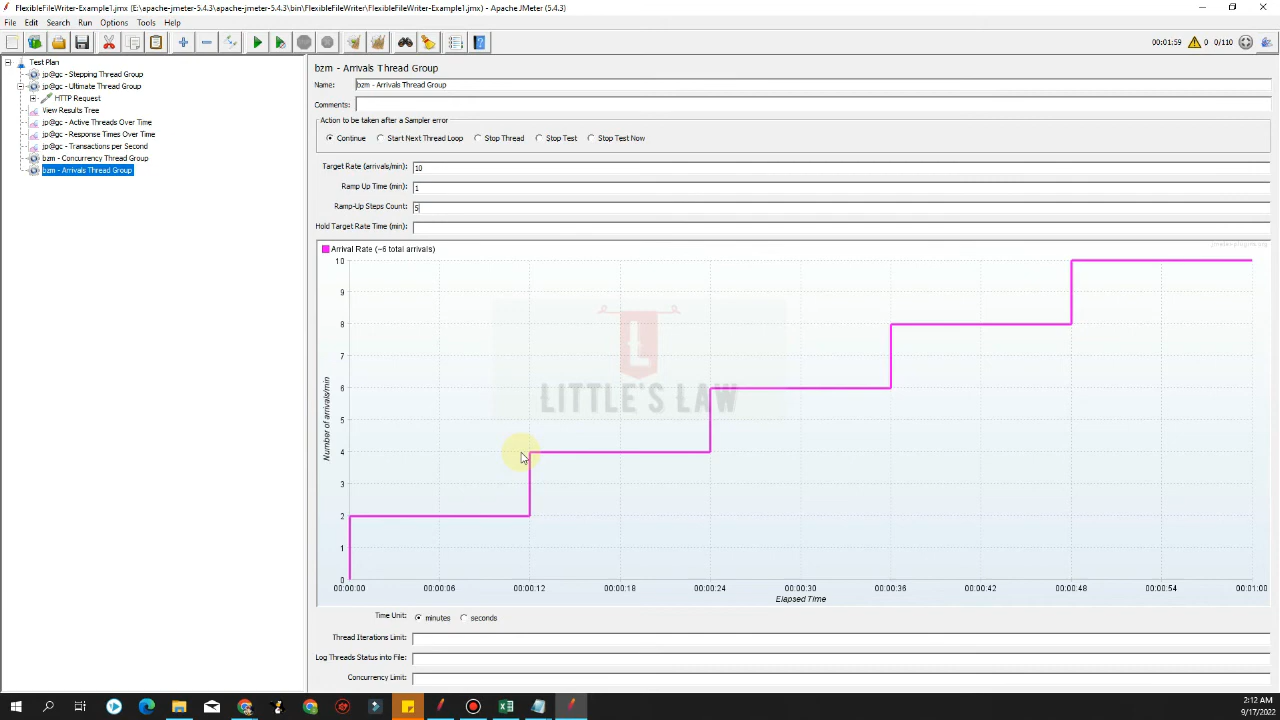 FlexibleFileWriter-Example1.jmx (E:\apache-jmeter-5.4.3\apache-jmeter-5.4.3\bin\FlexibleFileWriter\FlexibleFileWriter-Example1.jmx) - Apache JMeter (5.4.3)
File Edit Search Run Options Tools Help
00:01:59 0 0/110
Test Plan
jp@gc - Stepping Thread Group
jp@gc - Ultimate Thread Group
HTTP Request
View Results Tree
jp@gc - Active Threads Over Time
jp@gc - Response Times Over Time
jp@gc - Transactions per Second
bzm - Concurrency Thread Group
bzm - Arrivals Thread Group
bzm - Arrivals Thread Group
Name: bzm - Arrivals Thread Group
Comments:
Action to be taken after a Sampler error
Continue Start Next Thread Loop Stop Thread Stop Test Stop Test Now
Target Rate (arrivals/min): 10
Ramp Up Time (min): 1
Ramp-Up Steps Count: 5
Hold Target Rate Time (min):
Arrival Rate (~6 total arrivals)
jmeter-plugins.org
10
9
8
7
6
5
4
3
2
1
0
Number of arrivals/min
LITTLE'S LAW
00:00:00 00:00:06 00:00:12 00:00:18 00:00:24 00:00:30 00:00:36 00:00:42 00:00:48 00:00:54 00:01:00
Elapsed Time
Time Unit: minutes seconds
Thread Iterations Limit:
Log Threads Status into File:
Concurrency Limit:
2:12 AM
9/17/2022